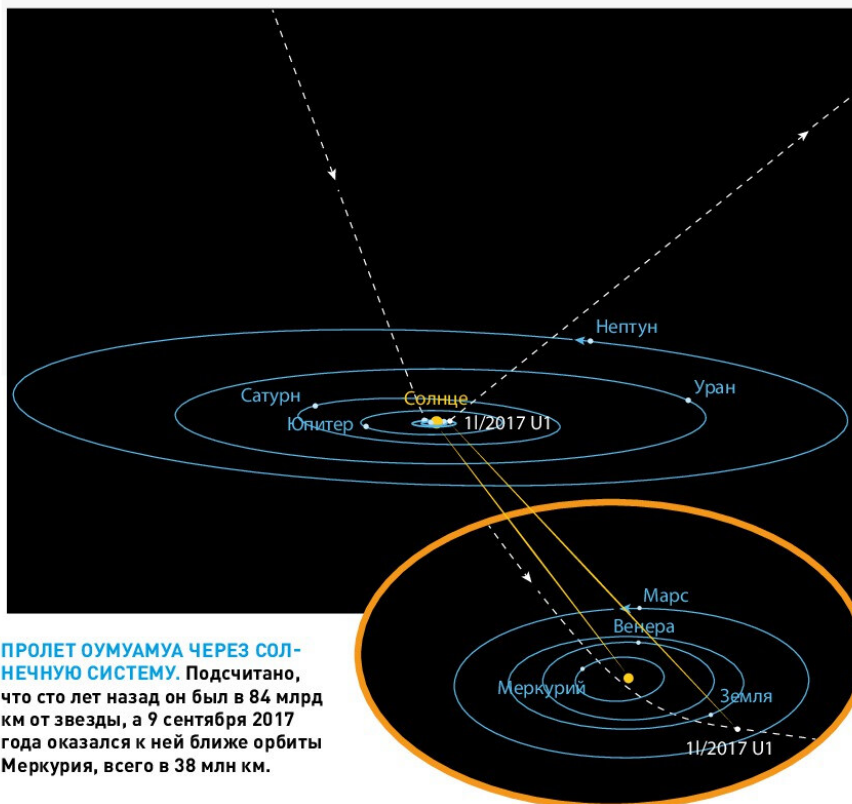 Нептун
Сатурн
Солнце
Уран
Юпитер
1I/2017 U1
Марс
Венера
Меркурий
Земля
1I/2017 U1
ПРОЛЕТ ОУМУАМУА ЧЕРЕЗ СОЛ-
НЕЧНУЮ СИСТЕМУ. Подсчитано,
что сто лет назад он был в 84 млрд
км от звезды, а 9 сентября 2017
года оказался к ней ближе орбиты
Меркурия, всего в 38 млн км.